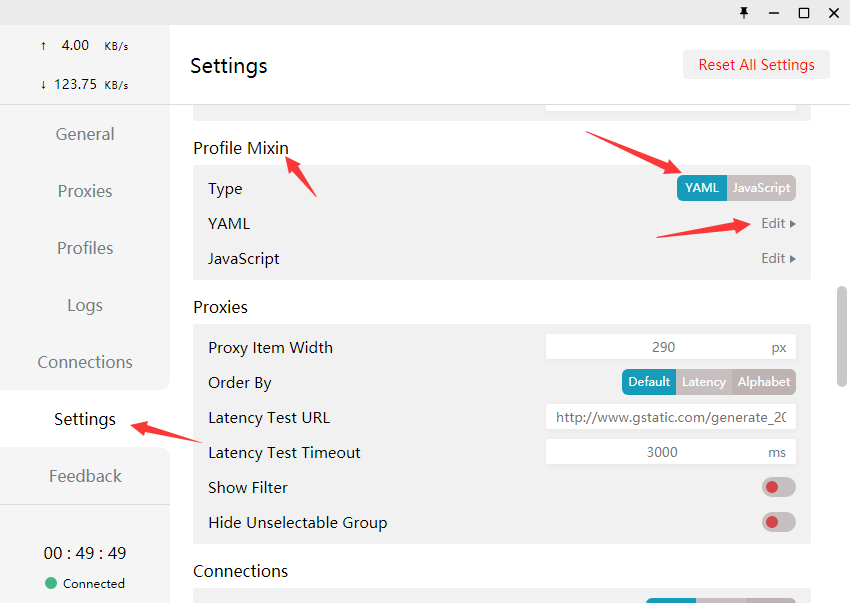 ↑ 4.00 KB/s
↓ 123.75 KB/s
General
Proxies
Profiles
Logs
Connections
Settings
Feedback
00 : 49 : 49
Connected
Settings
Reset All Settings
Profile Mixin
Type YAML JavaScript
YAML Edit
JavaScript Edit
Proxies
Proxy Item Width 290 px
Order By Default Latency Alphabet
Latency Test URL http://www.gstatic.com/generate_20
Latency Test Timeout 3000 ms
Show Filter
Hide Unselectable Group
Connections